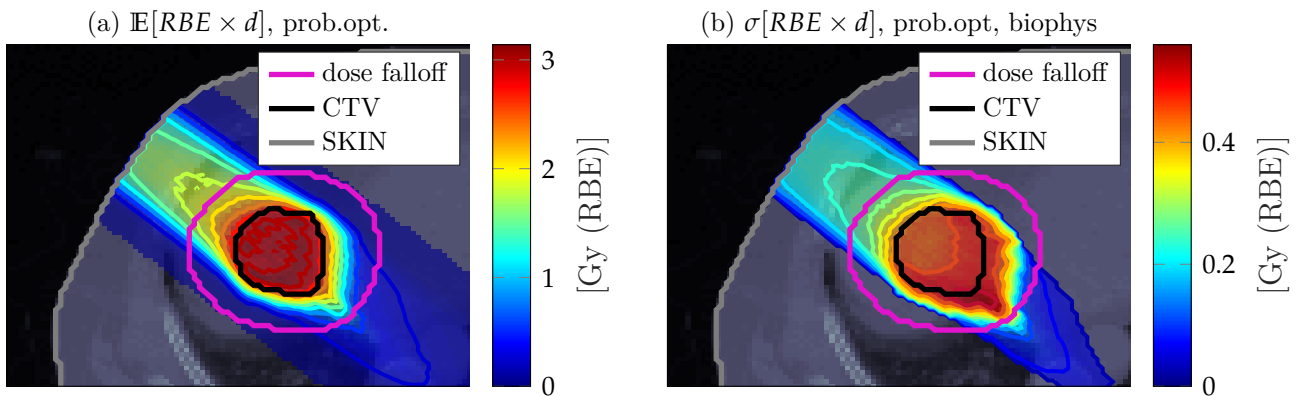 (a) 𝔼[RBE × d], prob.opt.
dose falloff
CTV
SKIN
3
2
1
0
[Gy (RBE)]
(b) σ[RBE × d], prob.opt, biophys
dose falloff
CTV
SKIN
0.4
0.2
0
[Gy (RBE)]